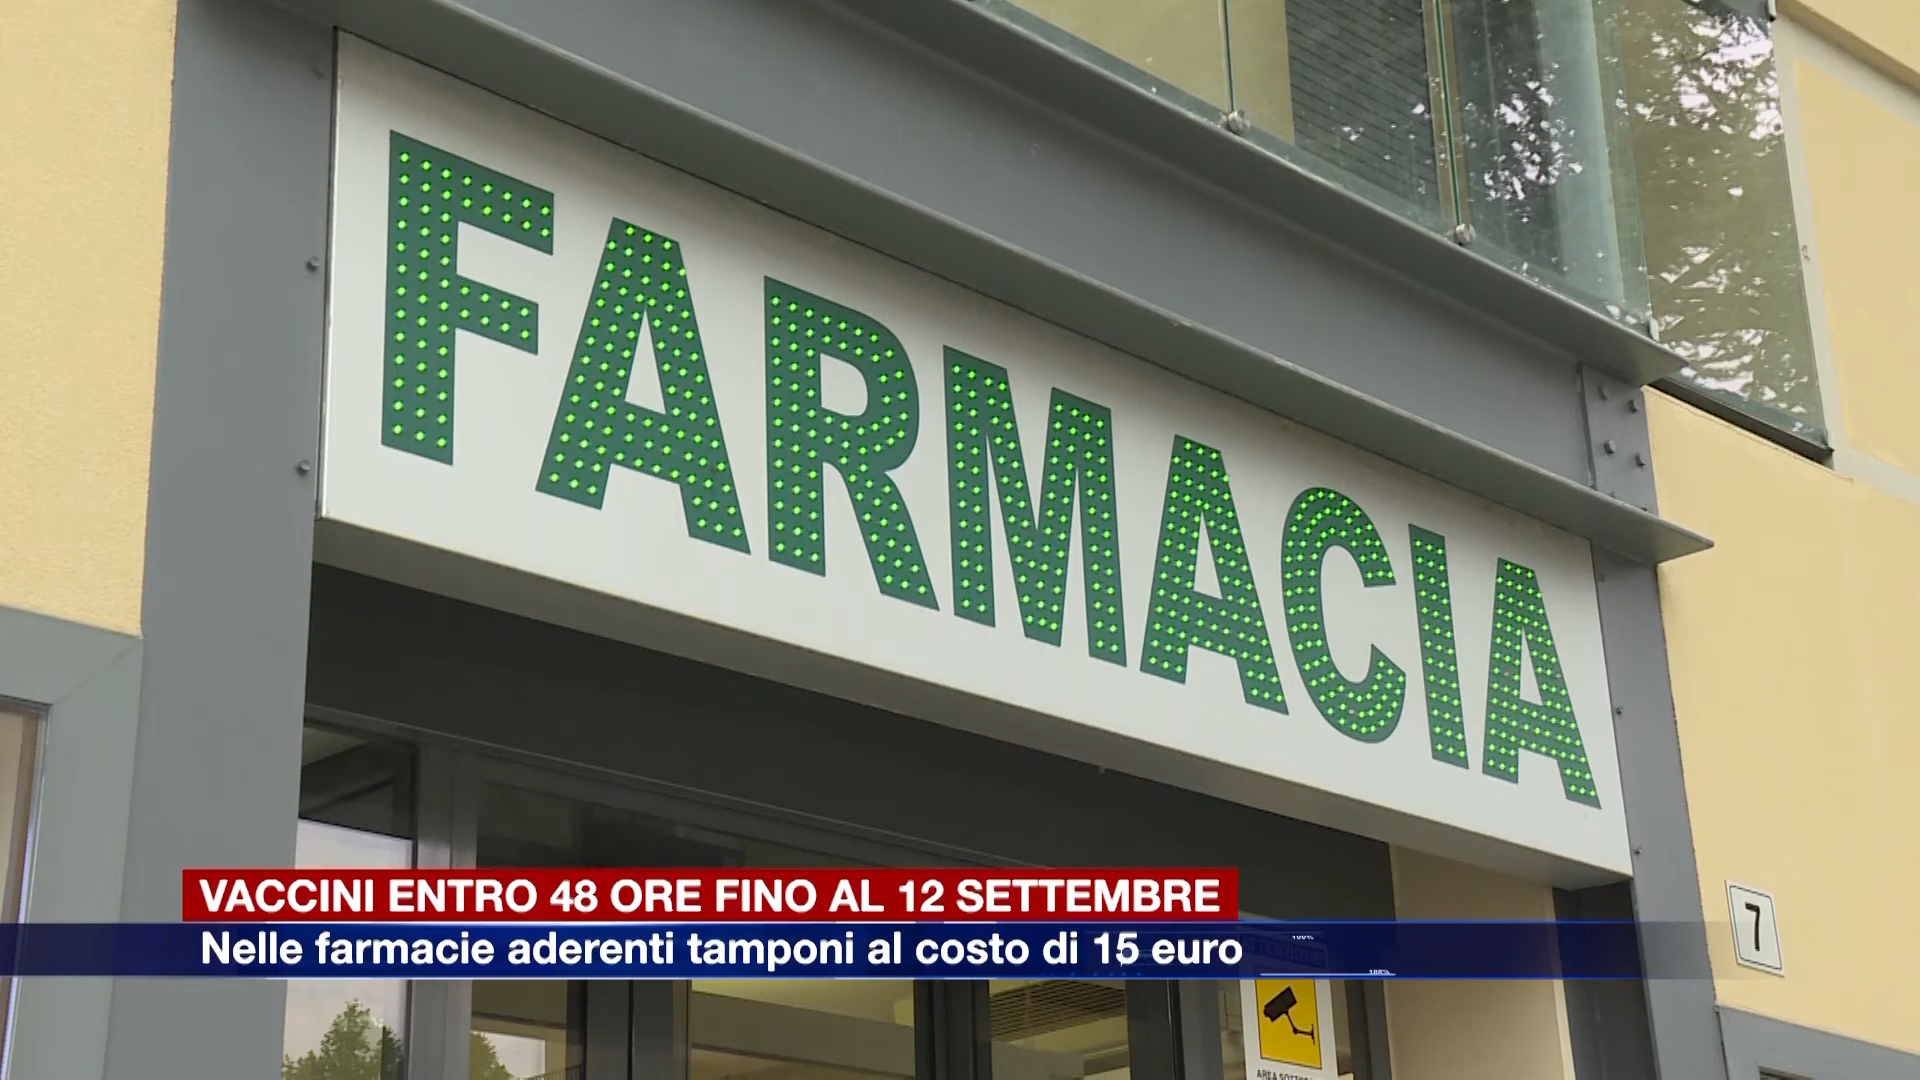 FARMACIA
VACCINI ENTRO 48 ORE FINO AL 12 SETTEMBRE
Nelle farmacie aderenti tamponi al costo di 15 euro
7